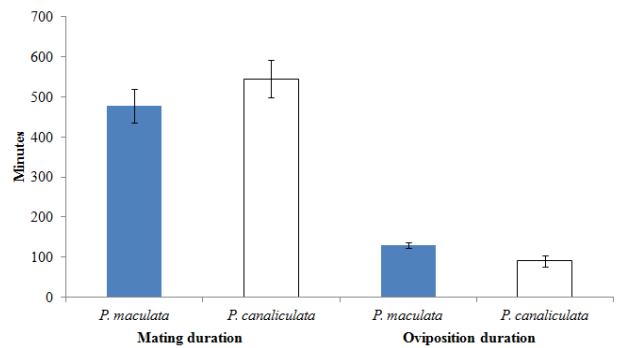 700
600
500
400
300
200
100
0
Minutes
P. maculata P. canaliculata P. maculata P. canaliculata
Mating duration Oviposition duration